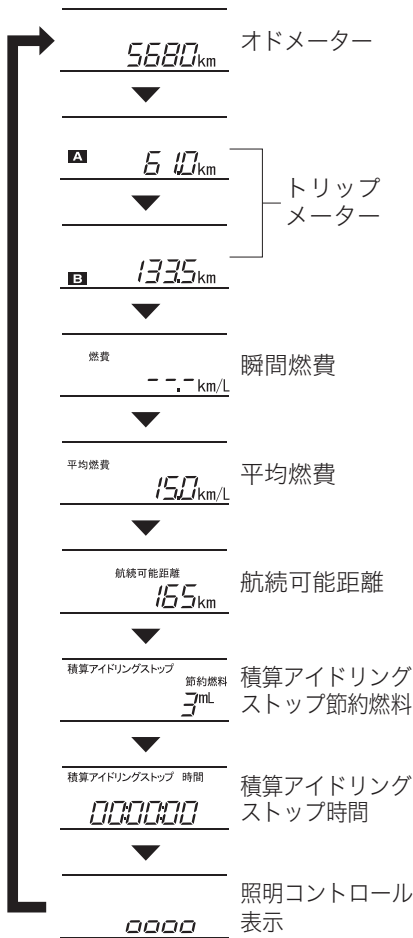 5680km
オドメーター
A 61.0km
トリップ
メーター
B 133.5km
燃費
--.-km/L
瞬間燃費
平均燃費
15.0km/L
平均燃費
航続可能距離
165km
航続可能距離
積算アイドリングストップ
節約燃料
3mL
積算アイドリング
ストップ節約燃料
積算アイドリングストップ 時間
0:00:00
積算アイドリング
ストップ時間
照明コントロール
表示
oooo